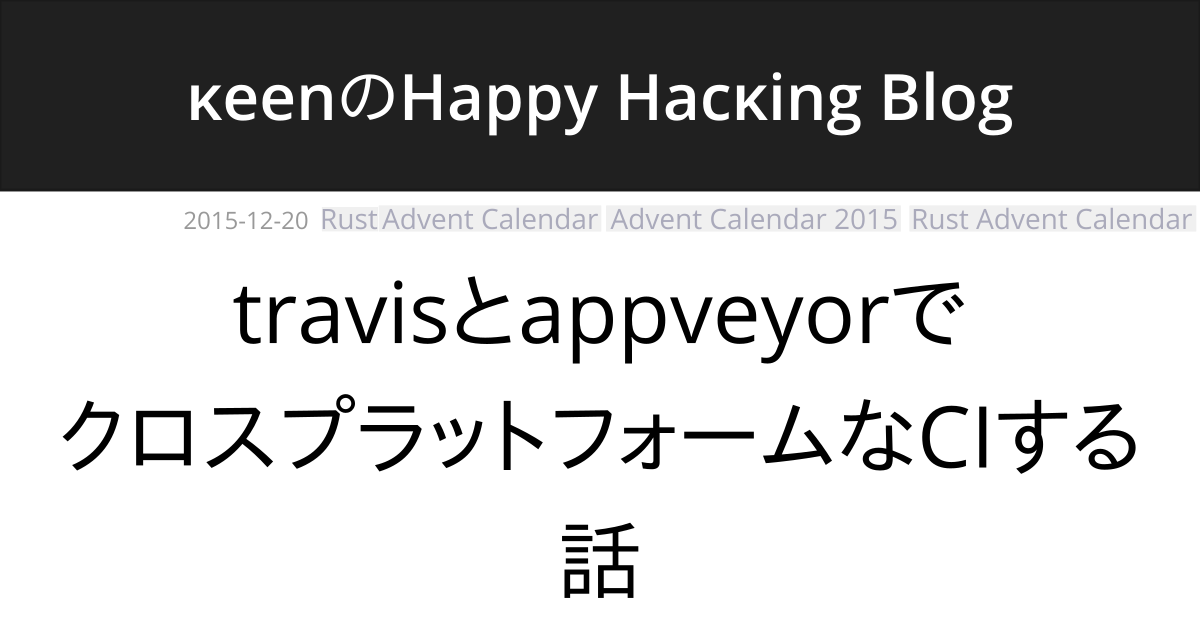 κeenのHappy Hacκing Blog
2015-12-20 Rust Advent Calendar Advent Calendar 2015 Rust Advent Calendar
travisとappveyorで
クロスプラットフォームなCIする
話